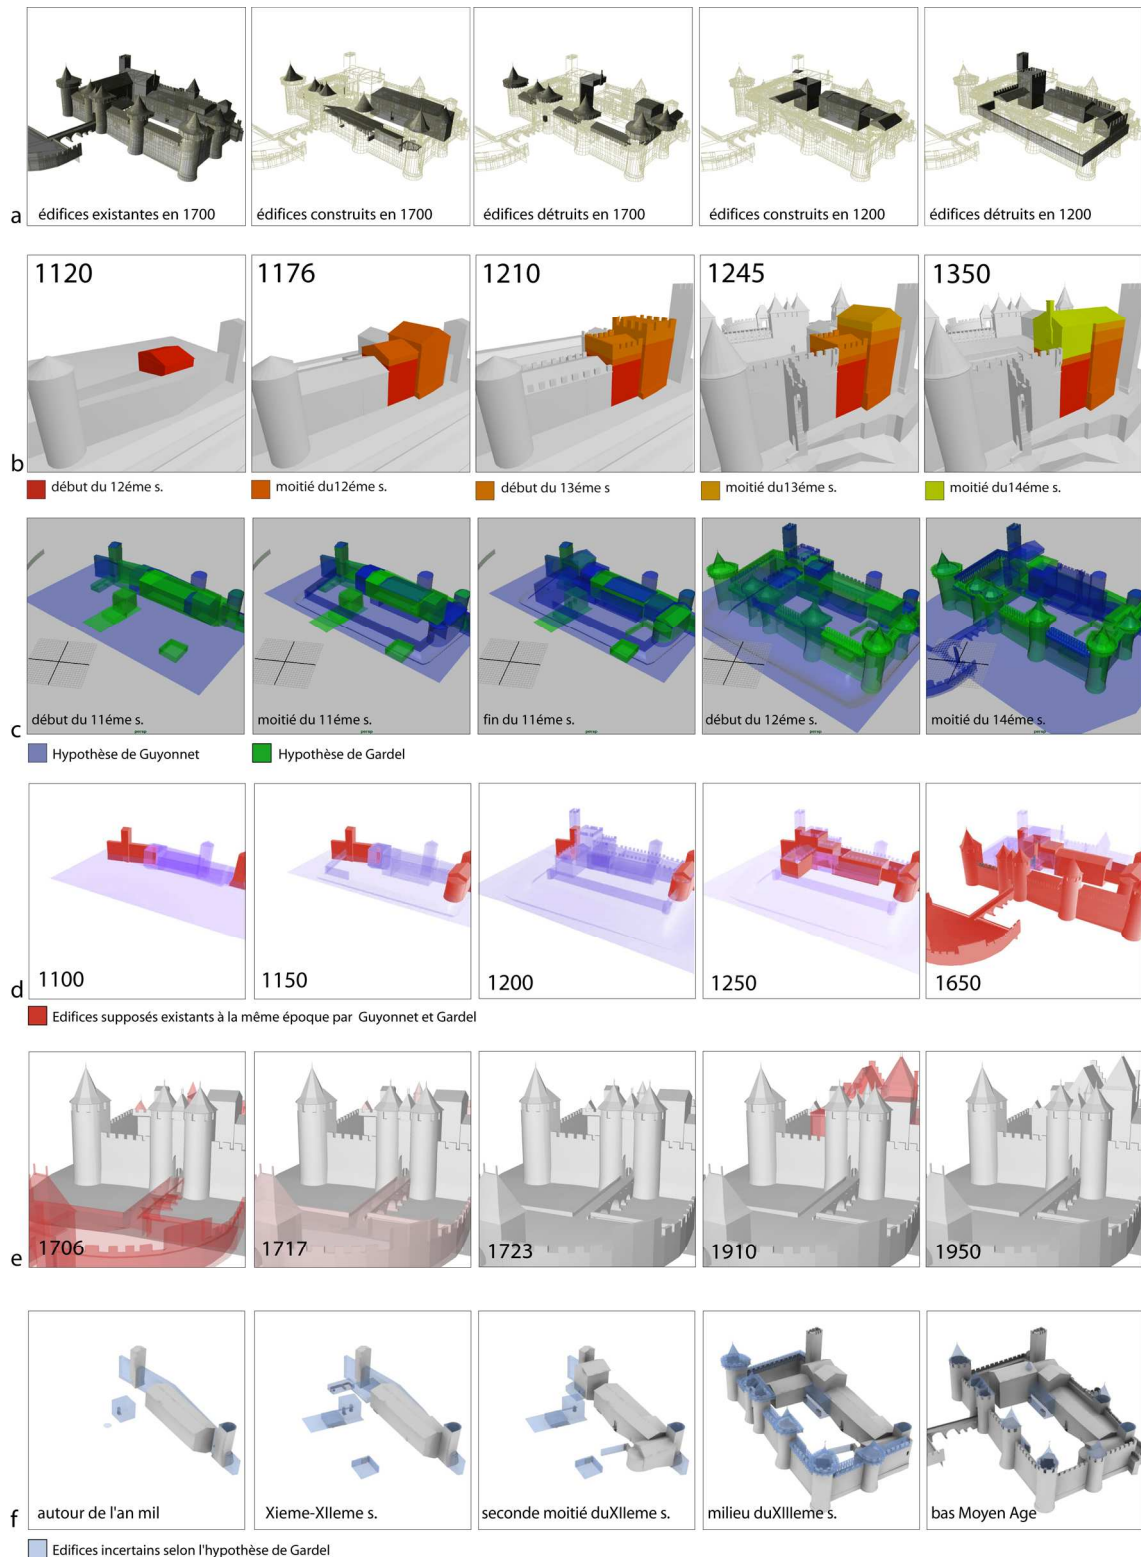 édifices existantes en 1700
édifices construits en 1700
édifices détruits en 1700
édifices construits en 1200
édifices détruits en 1200
a
1120
1176
1210
1245
1350
b
début du 12éme s.
moitié du12éme s.
début du 13éme s
moitié du13éme s.
moitié du14éme s.
début du 11éme s.
moitié du 11éme s.
fin du 11éme s.
début du 12éme s.
moitié du 14éme s.
c
persp
persp
persp
persp
persp
Hypothèse de Guyonnet
Hypothèse de Gardel
1100
1150
1200
1250
1650
d
Edifices supposés existants à la même époque par Guyonnet et Gardel
1706
1717
1723
1910
1950
e
autour de l'an mil
Xieme-XIIeme s.
seconde moitié duXIIeme s.
milieu duXIIIeme s.
bas Moyen Age
f
Edifices incertains selon l'hypothèse de Gardel